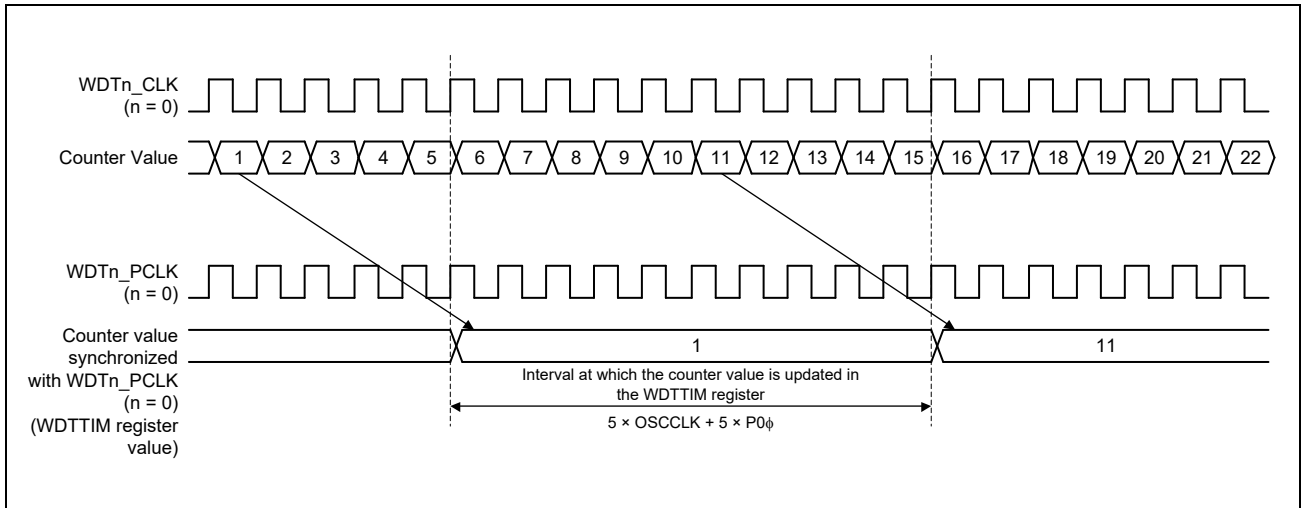 WDTn_CLK
(n = 0)
Counter Value
1 2 3 4 5 6 7 8 9 10 11 12 13 14 15 16 17 18 19 20 21 22
WDTn_PCLK
(n = 0)
Counter value
synchronized
with WDTn_PCLK
(n = 0)
(WDTTIM register
value)
1
11
Interval at which the counter value is updated in
the WDTTIM register
5 × OSCCLK + 5 × P0ϕ